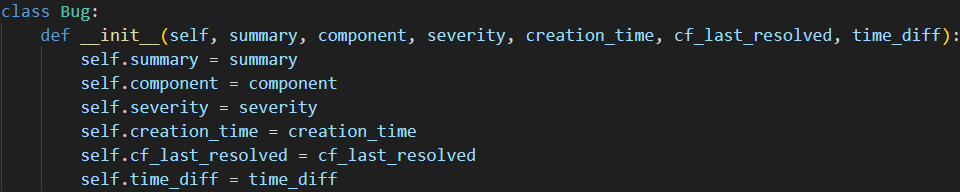 class Bug:
    def __init__(self, summary, component, severity, creation_time, cf_last_resolved, time_diff):
        self.summary = summary
        self.component = component
        self.severity = severity
        self.creation_time = creation_time
        self.cf_last_resolved = cf_last_resolved
        self.time_diff = time_diff